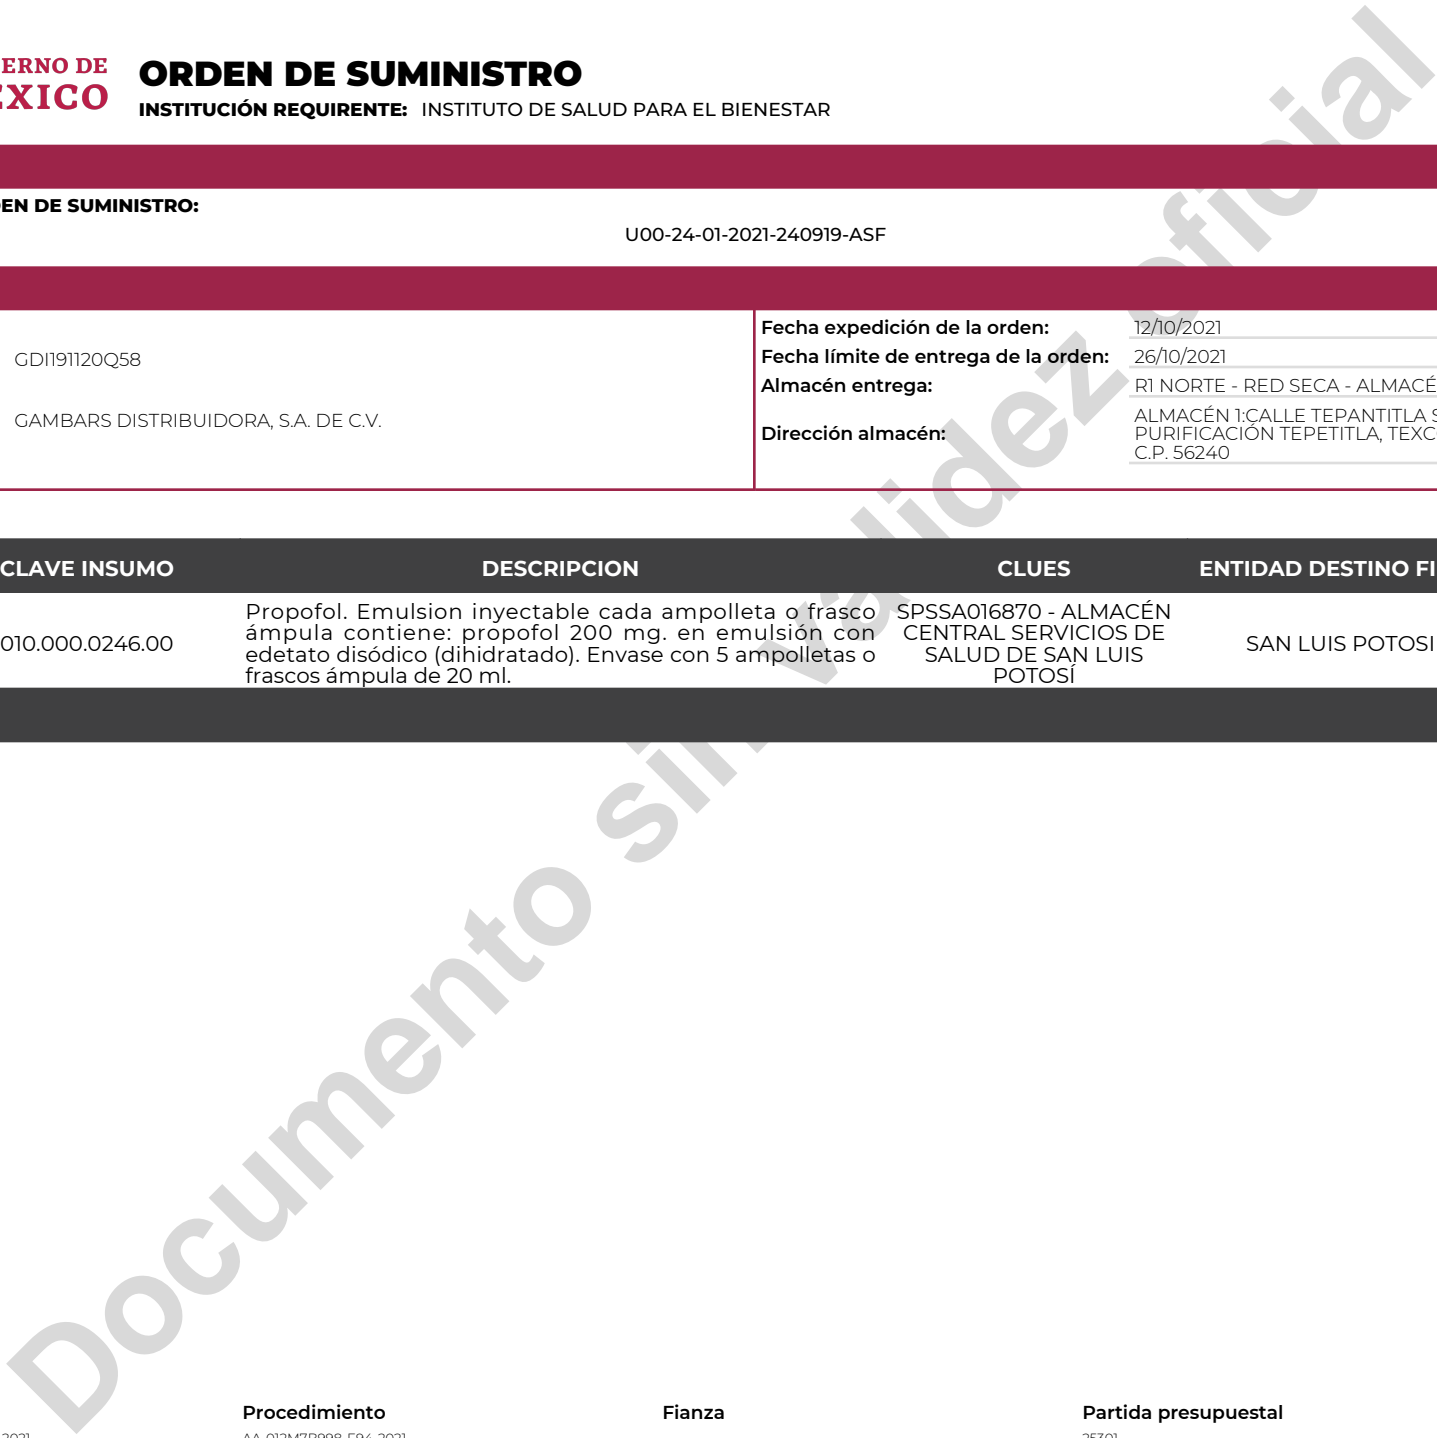 ERNO DE
ORDEN DE SUMINISTRO
XICO
INSTITUCIÓN REQUIRENTE: INSTITUTO DE SALUD PARA EL BIENESTAR
EN DE SUMINISTRO:
U00-24-01-2021-240919-ASF
Fecha expedición de la orden: 12/10/2021
GDI191120Q58
Fecha límite de entrega de la orden: 26/10/2021
Almacén entrega: R1 NORTE - RED SECA - ALMACÉ
GAMBARS DISTRIBUIDORA, S.A. DE C.V.
Dirección almacén:
ALMACÉN 1:CALLE TEPANTITLA S
PURIFICACIÓN TEPETITLA, TEXC
C.P. 56240
CLAVE INSUMO DESCRIPCION CLUES ENTIDAD DESTINO FI
010.000.0246.00
Propofol. Emulsion inyectable cada ampolleta o frasco
ámpula contiene: propofol 200 mg. en emulsión con
edetato disódico (dihidratado). Envase con 5 ampolletas o
frascos ámpula de 20 ml.
SPSSA016870 - ALMACÉN
CENTRAL SERVICIOS DE
SALUD DE SAN LUIS
POTOSÍ
SAN LUIS POTOSI
Documento sin validez oficial
Procedimiento Fianza Partida presupuestal